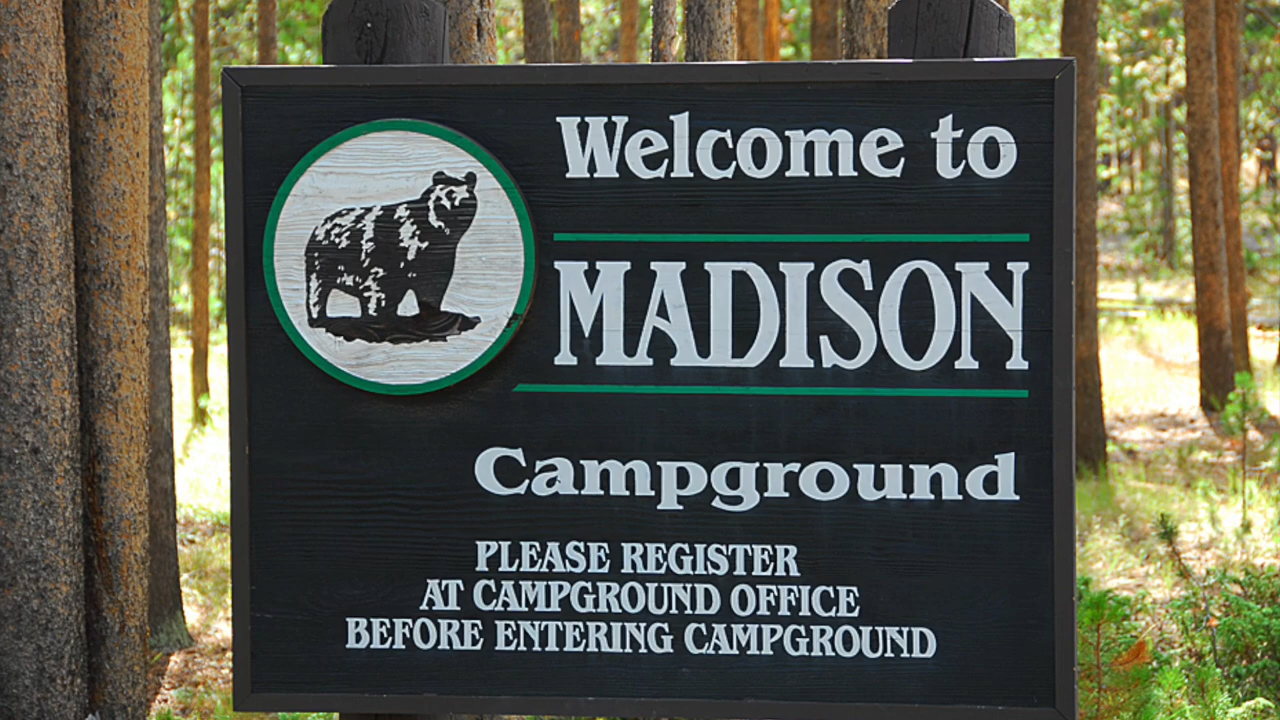 Welcome to
MADISON
Campground
PLEASE REGISTER
AT CAMPGROUND OFFICE
BEFORE ENTERING CAMPGROUND